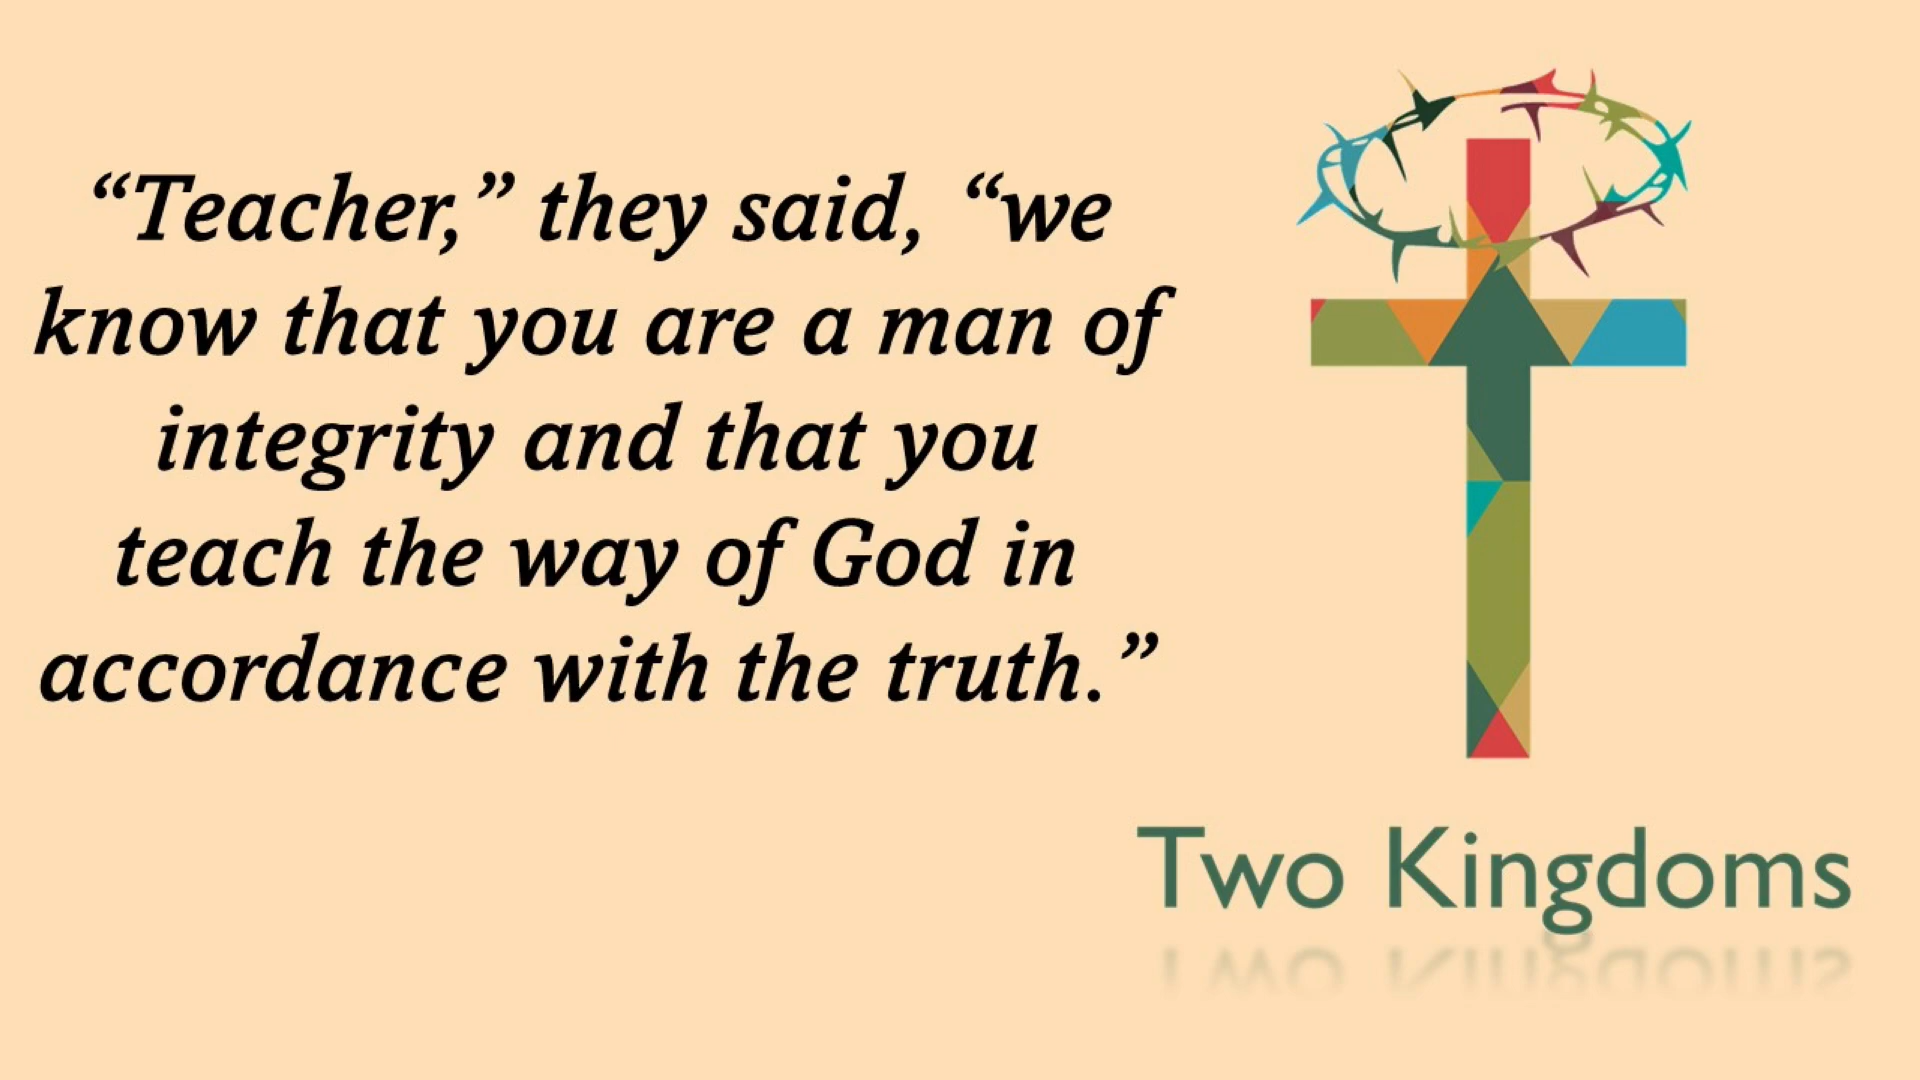 “Teacher,” they said, “we
know that you are a man of
integrity and that you
teach the way of God in
accordance with the truth.”
Two Kingdoms